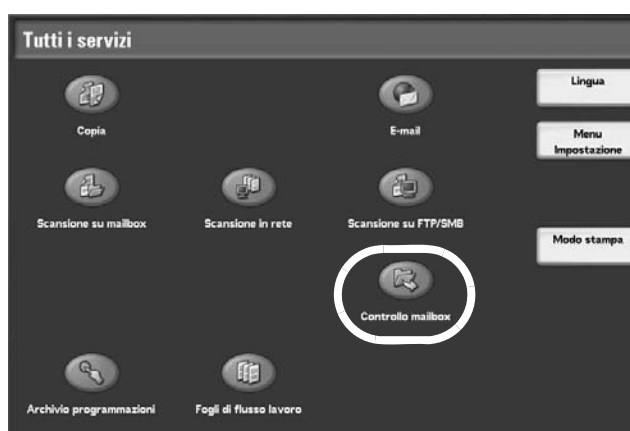 Tutti i servizi
Copia
E-mail
Lingua
Menu
Impostazione
Scansione su mailbox
Scansione in rete
Scansione su FTP/SMB
Modo stampa
Controllo mailbox
Archivio programmazioni
Fogli di flusso lavoro